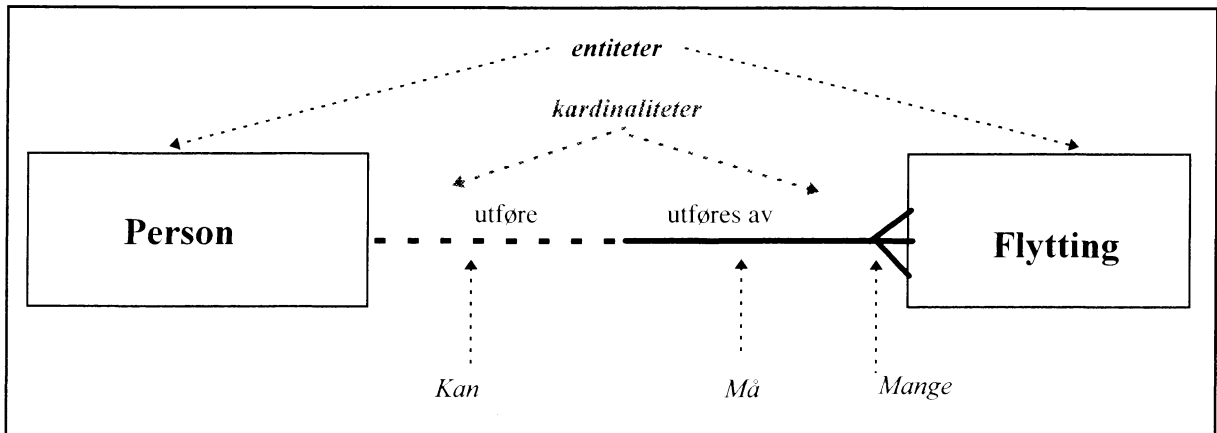 entiteter
kardinaliteter
utføre utføres av
Person Flytting
Kan Må Mange